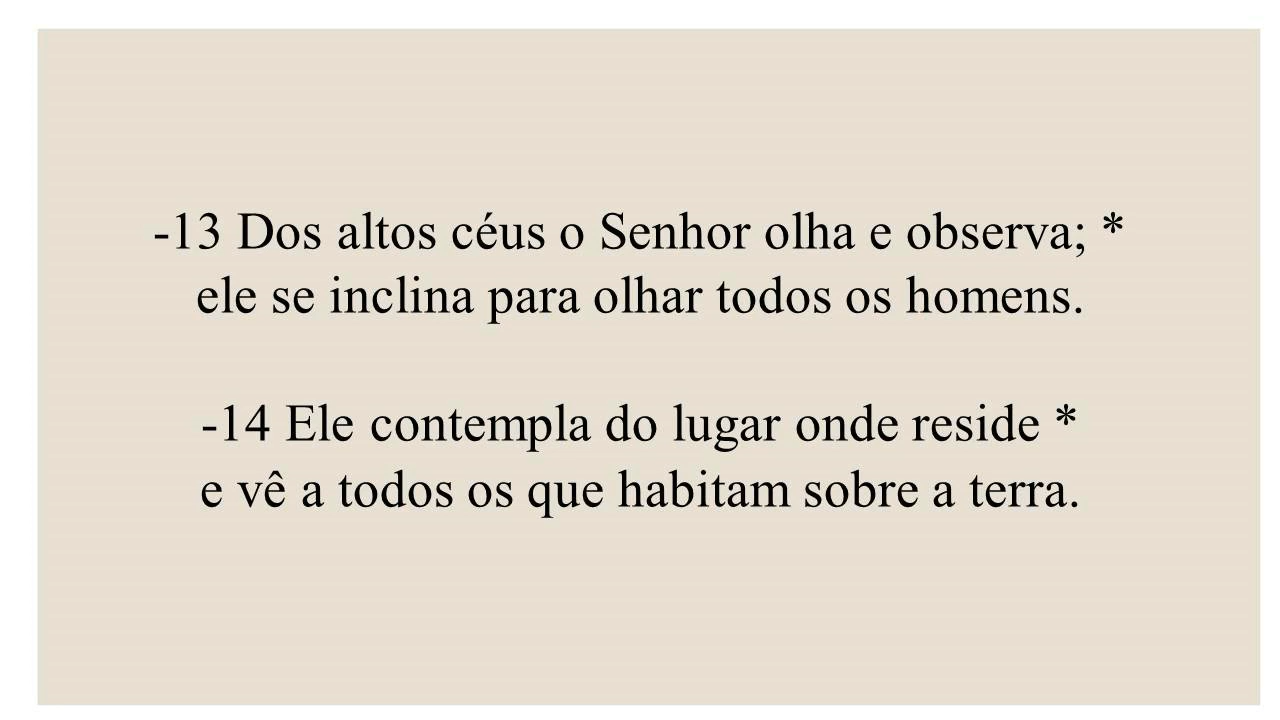 -13 Dos altos céus o Senhor olha e observa; *
ele se inclina para olhar todos os homens.
-14 Ele contempla do lugar onde reside *
e vê a todos os que habitam sobre a terra.